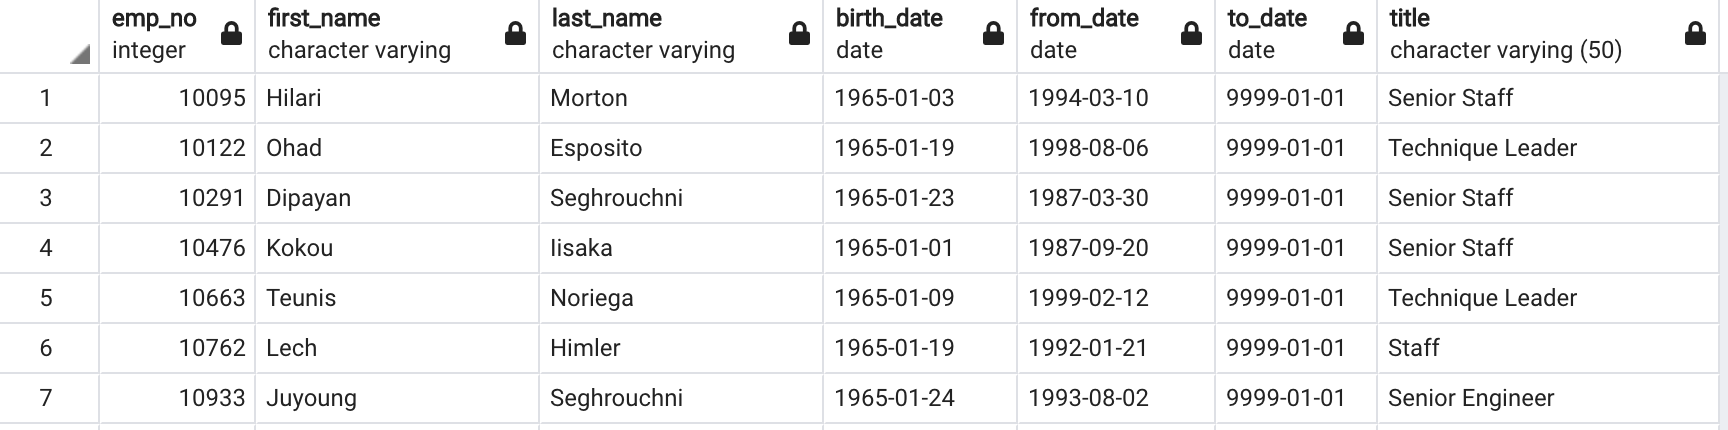 emp_no first_name last_name birth_date from_date to_date title
integer character varying character varying date date date character varying (50)
1 10095 Hilari Morton 1965-01-03 1994-03-10 9999-01-01 Senior Staff
2 10122 Ohad Esposito 1965-01-19 1998-08-06 9999-01-01 Technique Leader
3 10291 Dipayan Seghrouchni 1965-01-23 1987-03-30 9999-01-01 Senior Staff
4 10476 Kokou Iisaka 1965-01-01 1987-09-20 9999-01-01 Senior Staff
5 10663 Teunis Noriega 1965-01-09 1999-02-12 9999-01-01 Technique Leader
6 10762 Lech Himler 1965-01-19 1992-01-21 9999-01-01 Staff
7 10933 Juyoung Seghrouchni 1965-01-24 1993-08-02 9999-01-01 Senior Engineer